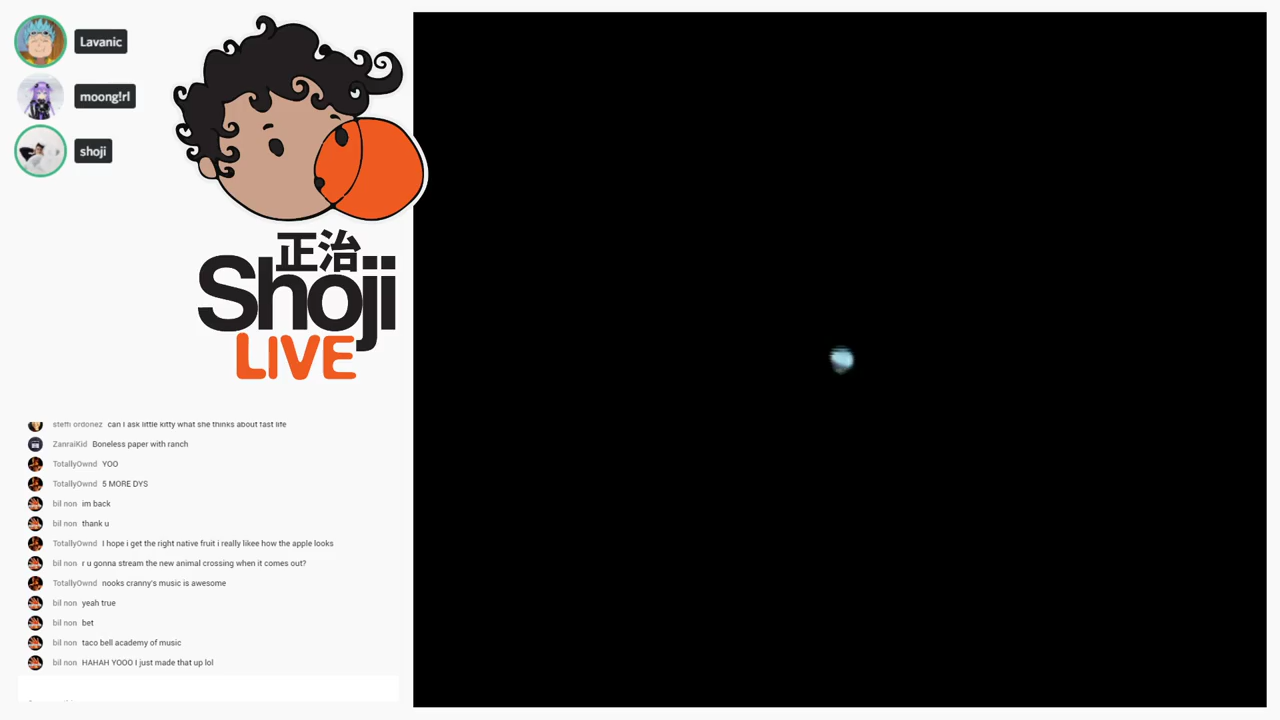 Lavanic
moong!rl
shoji
正治
Shoji
LIVE
steffi ordonez can I ask little kitty what she thinks about fast life
ZanraiKid Boneless paper with ranch
TotallyOwnd YOO
TotallyOwnd 5 MORE DYS
bil non im back
bil non thank u
TotallyOwnd I hope i get the right native fruit i really likee how the apple looks
bil non r u gonna stream the new animal crossing when it comes out?
TotallyOwnd nooks cranny's music is awesome
bil non yeah true
bil non bet
bil non taco bell academy of music
bil non HAHAH YOOO I just made that up lol